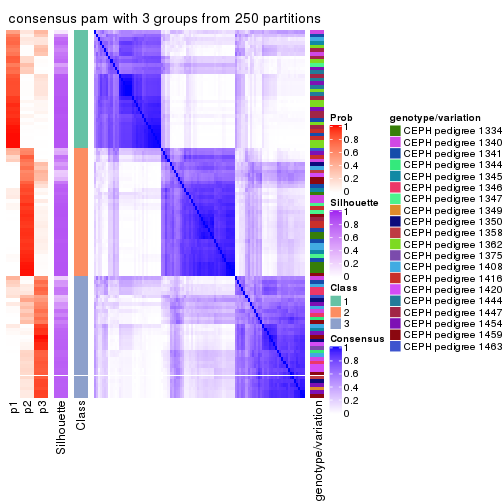 consensus pam with 3 groups from 250 partitions
Prob
1
0.8
0.6
0.4
0.2
0
Silhouette
1
0.8
0.6
0.4
0.2
0
Class
1
2
3
Consensus
1
0.8
0.6
0.4
0.2
0
genotype/variation
CEPH pedigree 1334
CEPH pedigree 1340
CEPH pedigree 1341
CEPH pedigree 1344
CEPH pedigree 1345
CEPH pedigree 1346
CEPH pedigree 1347
CEPH pedigree 1349
CEPH pedigree 1350
CEPH pedigree 1358
CEPH pedigree 1362
CEPH pedigree 1375
CEPH pedigree 1408
CEPH pedigree 1416
CEPH pedigree 1420
CEPH pedigree 1444
CEPH pedigree 1447
CEPH pedigree 1454
CEPH pedigree 1459
CEPH pedigree 1463
p1
p2
p3
Silhouette
Class
genotype/variation